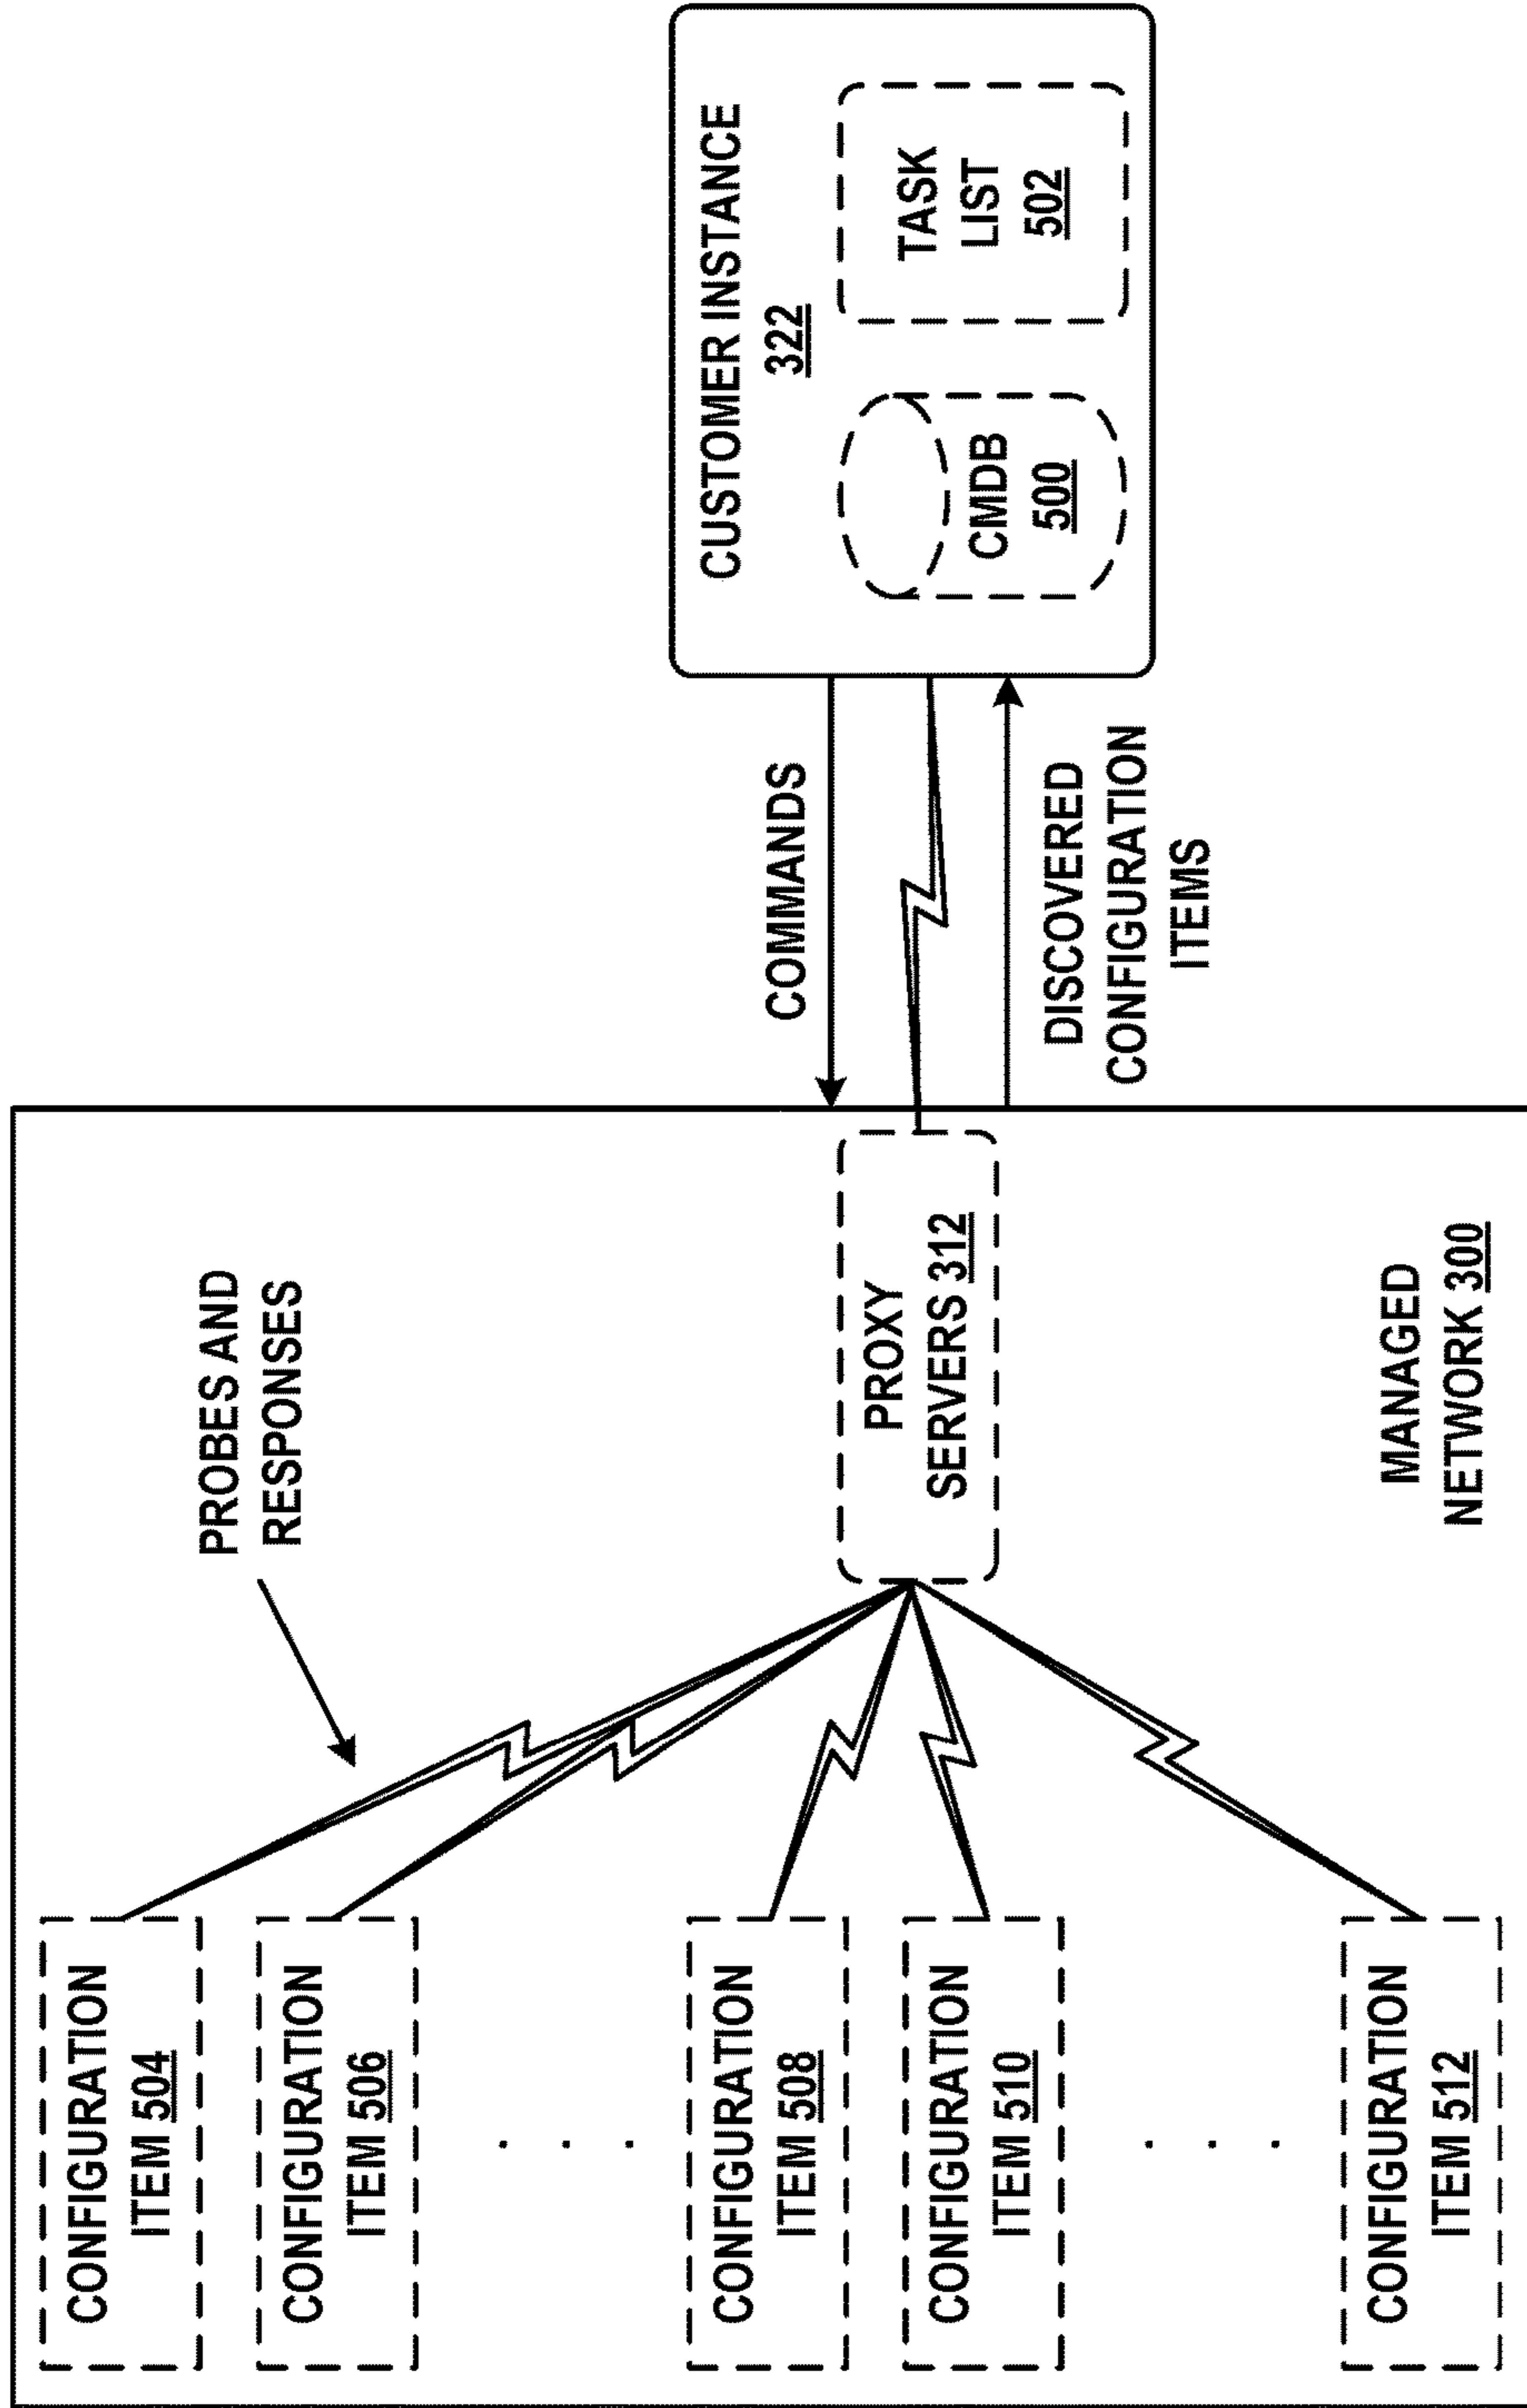 CONFIGURATION
ITEM 504
CONFIGURATION
ITEM 506
. . .
CONFIGURATION
ITEM 508
CONFIGURATION
ITEM 510
. . .
CONFIGURATION
ITEM 512
PROBES AND
RESPONSES
PROXY
SERVERS 312
MANAGED
NETWORK 300
COMMANDS
DISCOVERED
CONFIGURATION
ITEMS
CUSTOMER INSTANCE
322
CMDB
500
TASK
LIST
502